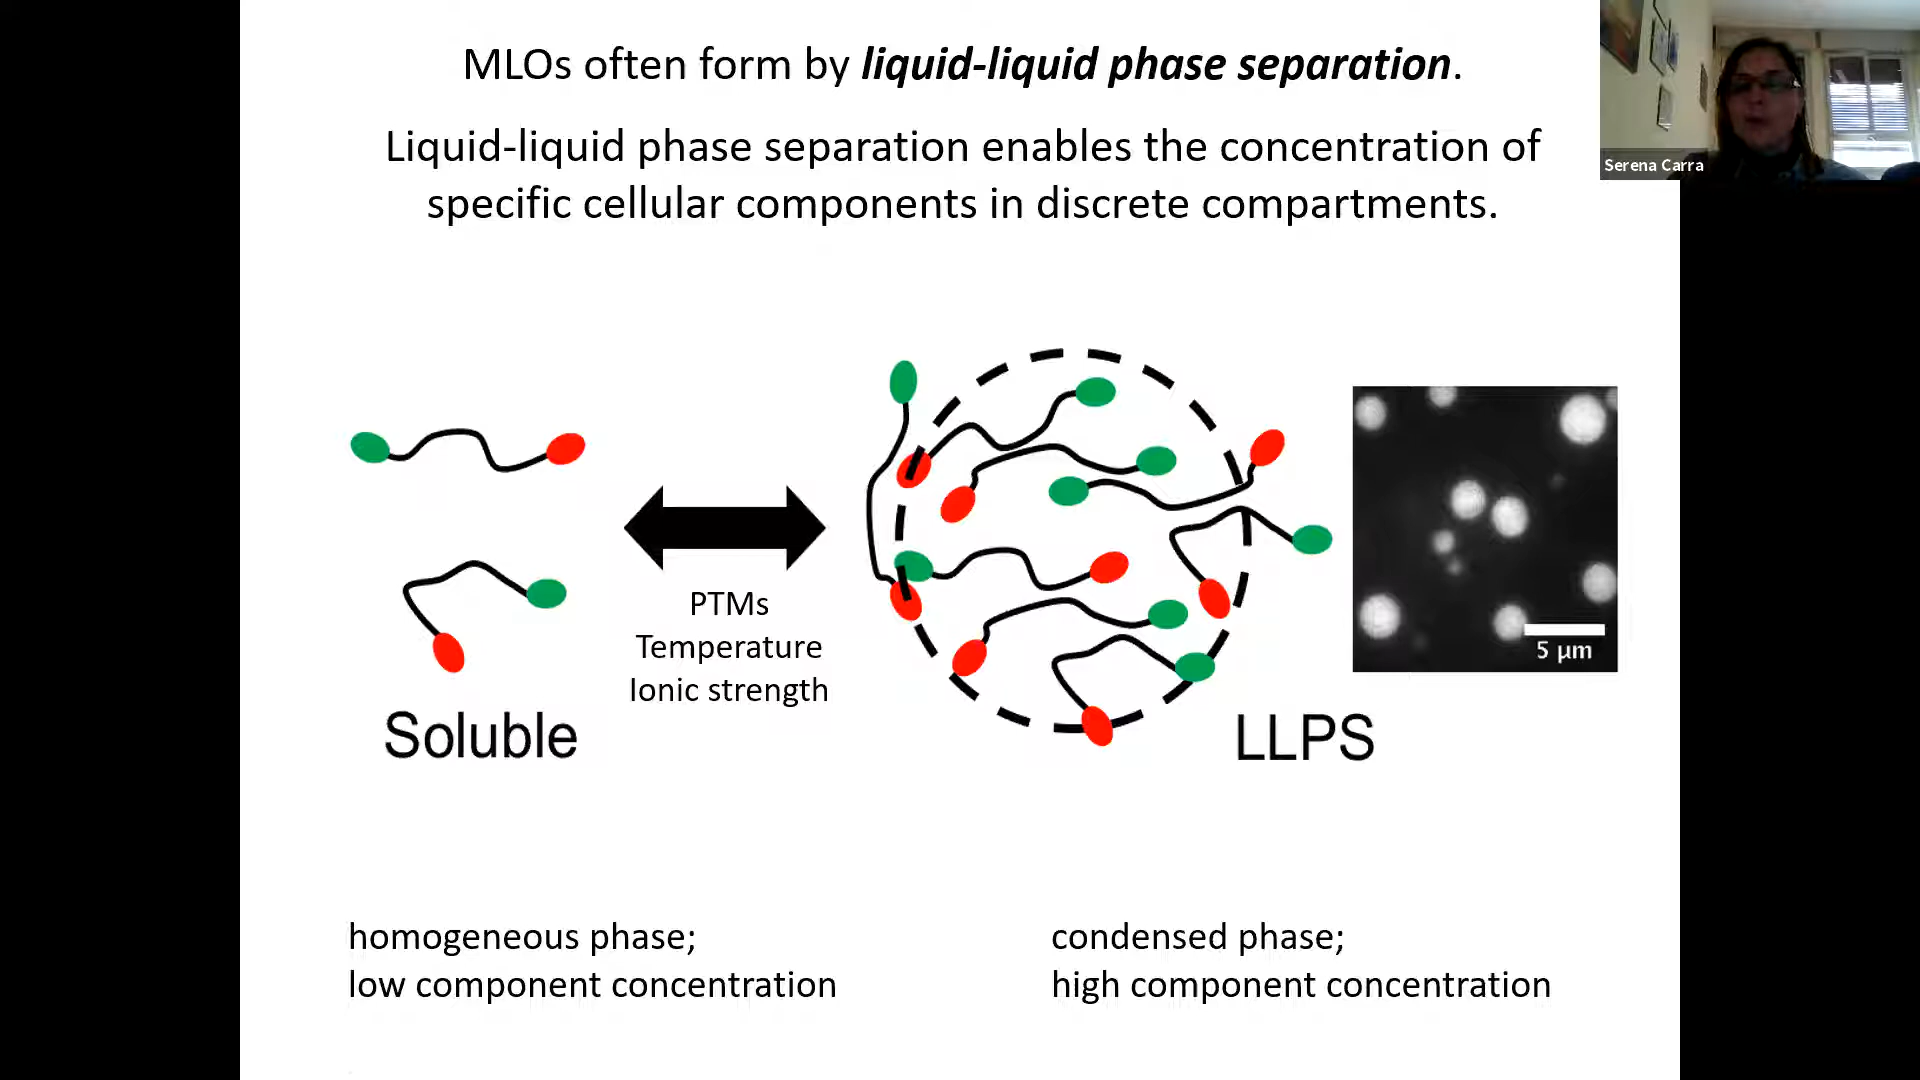 MLOs often form by liquid-liquid phase separation.
Liquid-liquid phase separation enables the concentration of
specific cellular components in discrete compartments.
Serena Carra
PTMs
Temperature
Ionic strength
5 µm
Soluble
LLPS
homogeneous phase;
low component concentration
condensed phase;
high component concentration